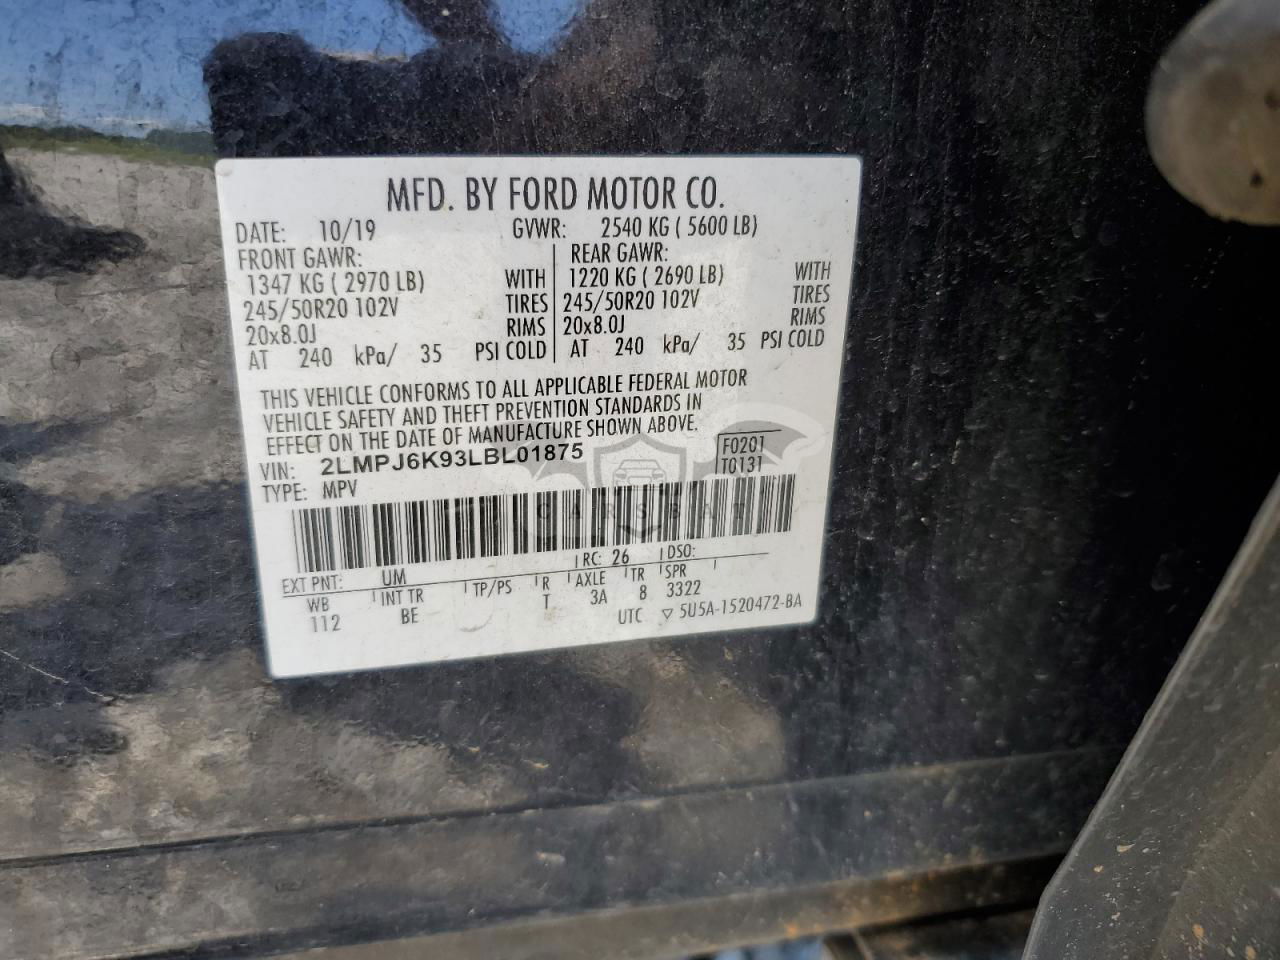 MFD. BY FORD MOTOR CO.
DATE: 10/19 GVWR: 2540 KG ( 5600 LB)
FRONT GAWR: REAR GAWR:
1347 KG ( 2970 LB) WITH 1220 KG ( 2690 LB) WITH
245/50R20 102V TIRES 245/50R20 102V TIRES
20x8.0J RIMS 20x8.0J RIMS
AT 240 kPa/ 35 PSI COLD AT 240 kPa/ 35 PSI COLD
THIS VEHICLE CONFORMS TO ALL APPLICABLE FEDERAL MOTOR
VEHICLE SAFETY AND THEFT PREVENTION STANDARDS IN
EFFECT ON THE DATE OF MANUFACTURE SHOWN ABOVE.
VIN: 2LMPJ6K93LBL01875 F0201
TYPE: MPV T0131
CARSBAT
EXT PNT: UM RC: 26 DSO:
WB INT TR TP/PS R AXLE TR SPR
112 BE T 3A 8 3322
UTC ▽ 5U5A-1520472-BA